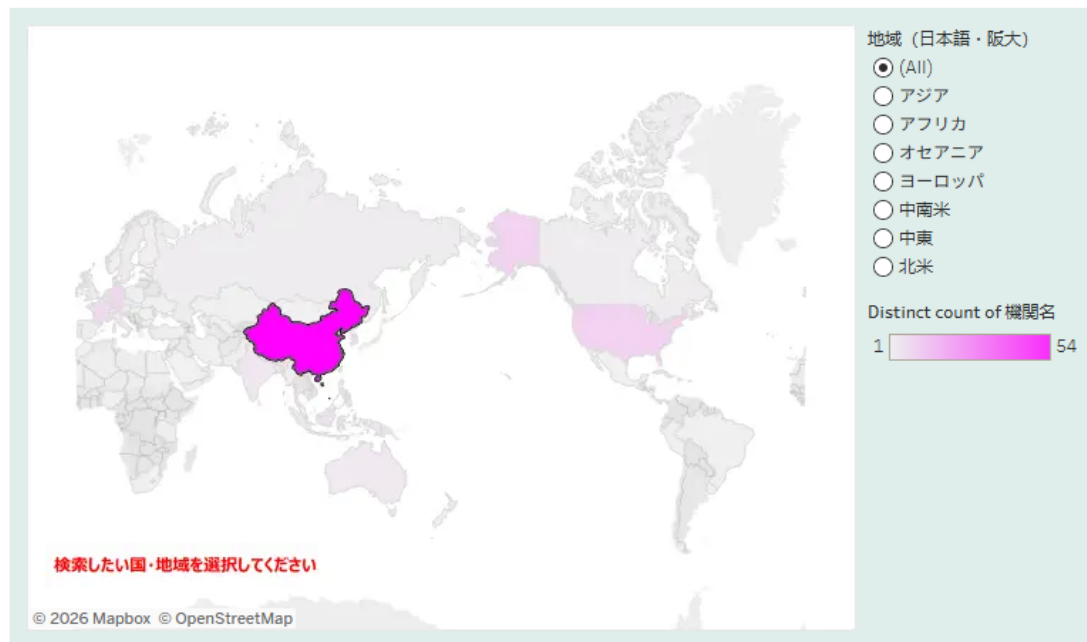 地域 (日本語・阪大)
(All)
アジア
アフリカ
オセアニア
ヨーロッパ
中南米
中東
北米
Distinct count of 機関名
1 54
検索したい国・地域を選択してください
© 2026 Mapbox © OpenStreetMap